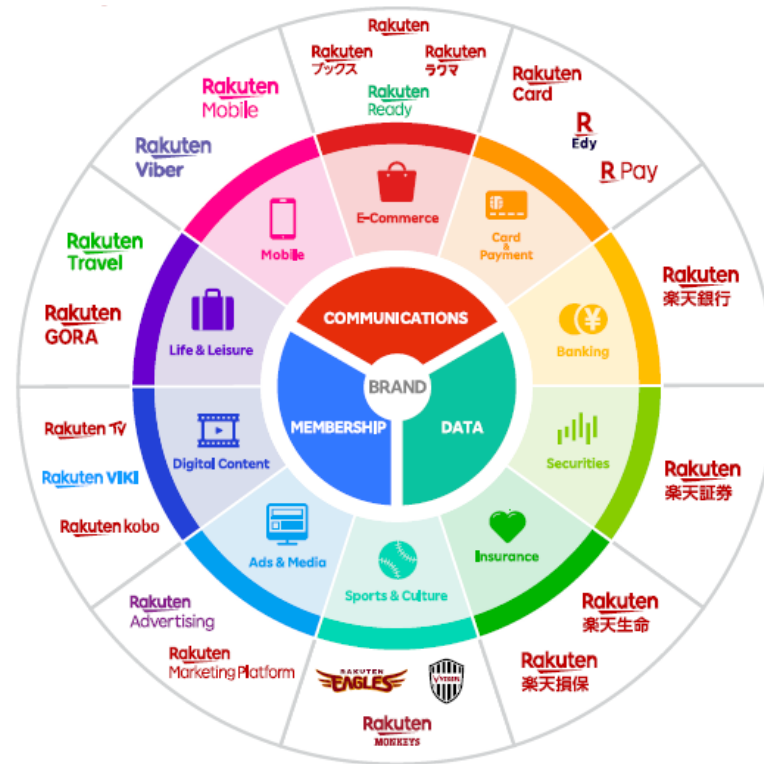 Rakuten
Rakuten
ブックス
Rakuten
ラクマ
Rakuten
Ready
Rakuten
Card
R
Edy
R Pay
Rakuten
楽天銀行
Rakuten
楽天証券
Rakuten
楽天生命
Rakuten
楽天損保
RAKUTEN
EAGLES
VISSEL
Rakuten
MONKEYS
Rakuten
Marketing Platform
Rakuten
Advertising
Rakuten kobo
Rakuten VIKI
Rakuten TV
Rakuten
GORA
Rakuten
Travel
Rakuten
Viber
Rakuten
Mobile
E-Commerce
Card
&
Payment
Banking
Securities
Insurance
Sports & Culture
Ads & Media
Digital Content
Life & Leisure
Mobile
COMMUNICATIONS
BRAND
MEMBERSHIP
DATA